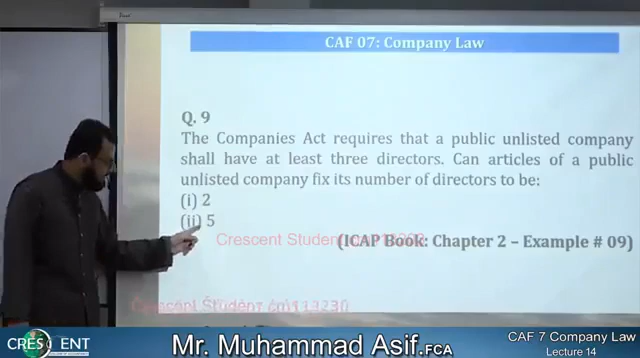 CAF 07: Company Law
Q. 9
The Companies Act requires that a public unlisted company
shall have at least three directors. Can articles of a public
unlisted company fix its number of directors to be:
(i) 2
(ii) 5
Crescent Student
(ICAP Book: Chapter 2 – Example # 09)
Crescent Student
CRESCENT
Mr. Muhammad Asif.FCA
CAF 7 Company Law
Lecture 14